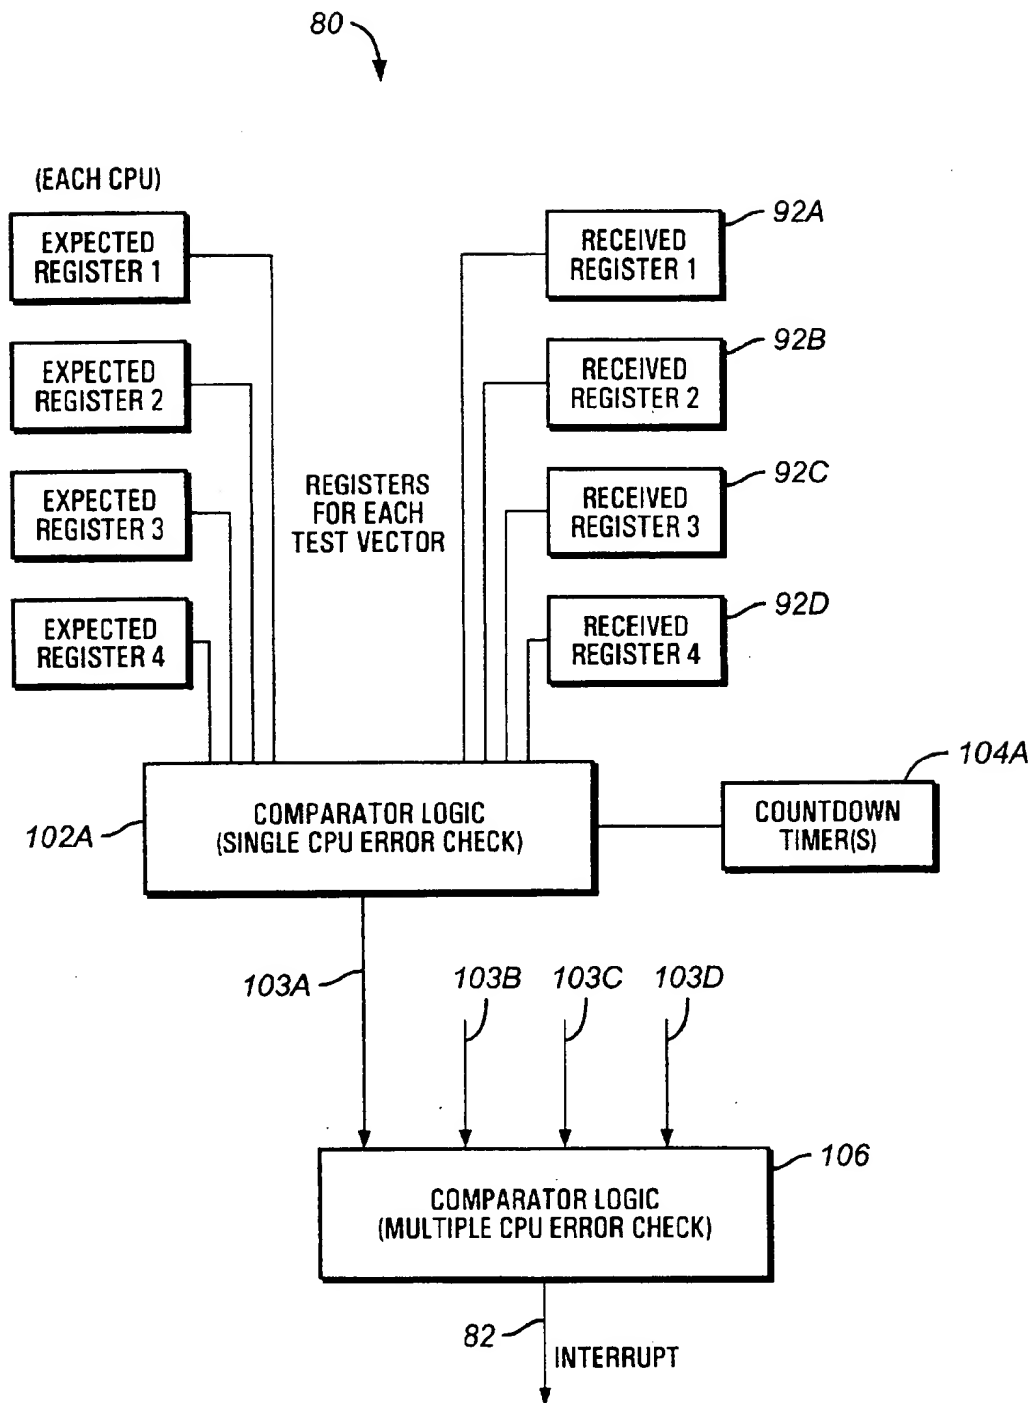 80
(EACH CPU)
EXPECTED
REGISTER 1
EXPECTED
REGISTER 2
EXPECTED
REGISTER 3
EXPECTED
REGISTER 4
REGISTERS
FOR EACH
TEST VECTOR
92A
RECEIVED
REGISTER 1
92B
RECEIVED
REGISTER 2
92C
RECEIVED
REGISTER 3
92D
RECEIVED
REGISTER 4
102A
COMPARATOR LOGIC
(SINGLE CPU ERROR CHECK)
104A
COUNTDOWN
TIMER(S)
103A
103B
103C
103D
106
COMPARATOR LOGIC
(MULTIPLE CPU ERROR CHECK)
82
INTERRUPT